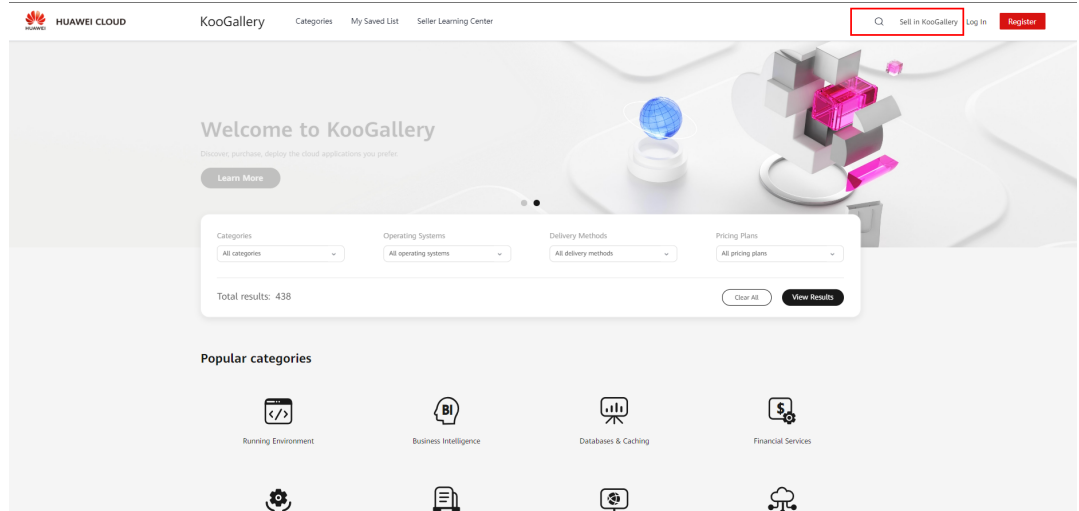 HUAWEI
HUAWEI CLOUD
KooGallery
Categories
My Saved List
Seller Learning Center
Sell in KooGallery
Log In
Register
Welcome to KooGallery
Discover, purchase, deploy the cloud applications you prefer
Learn More
Categories
Operating Systems
Delivery Methods
Pricing Plans
All categories
All operating systems
All delivery methods
All pricing plans
Total results: 438
Clear All
View Results
Popular categories
</>
BI
$
Running Environment
Business Intelligence
Databases & Caching
Financial Services